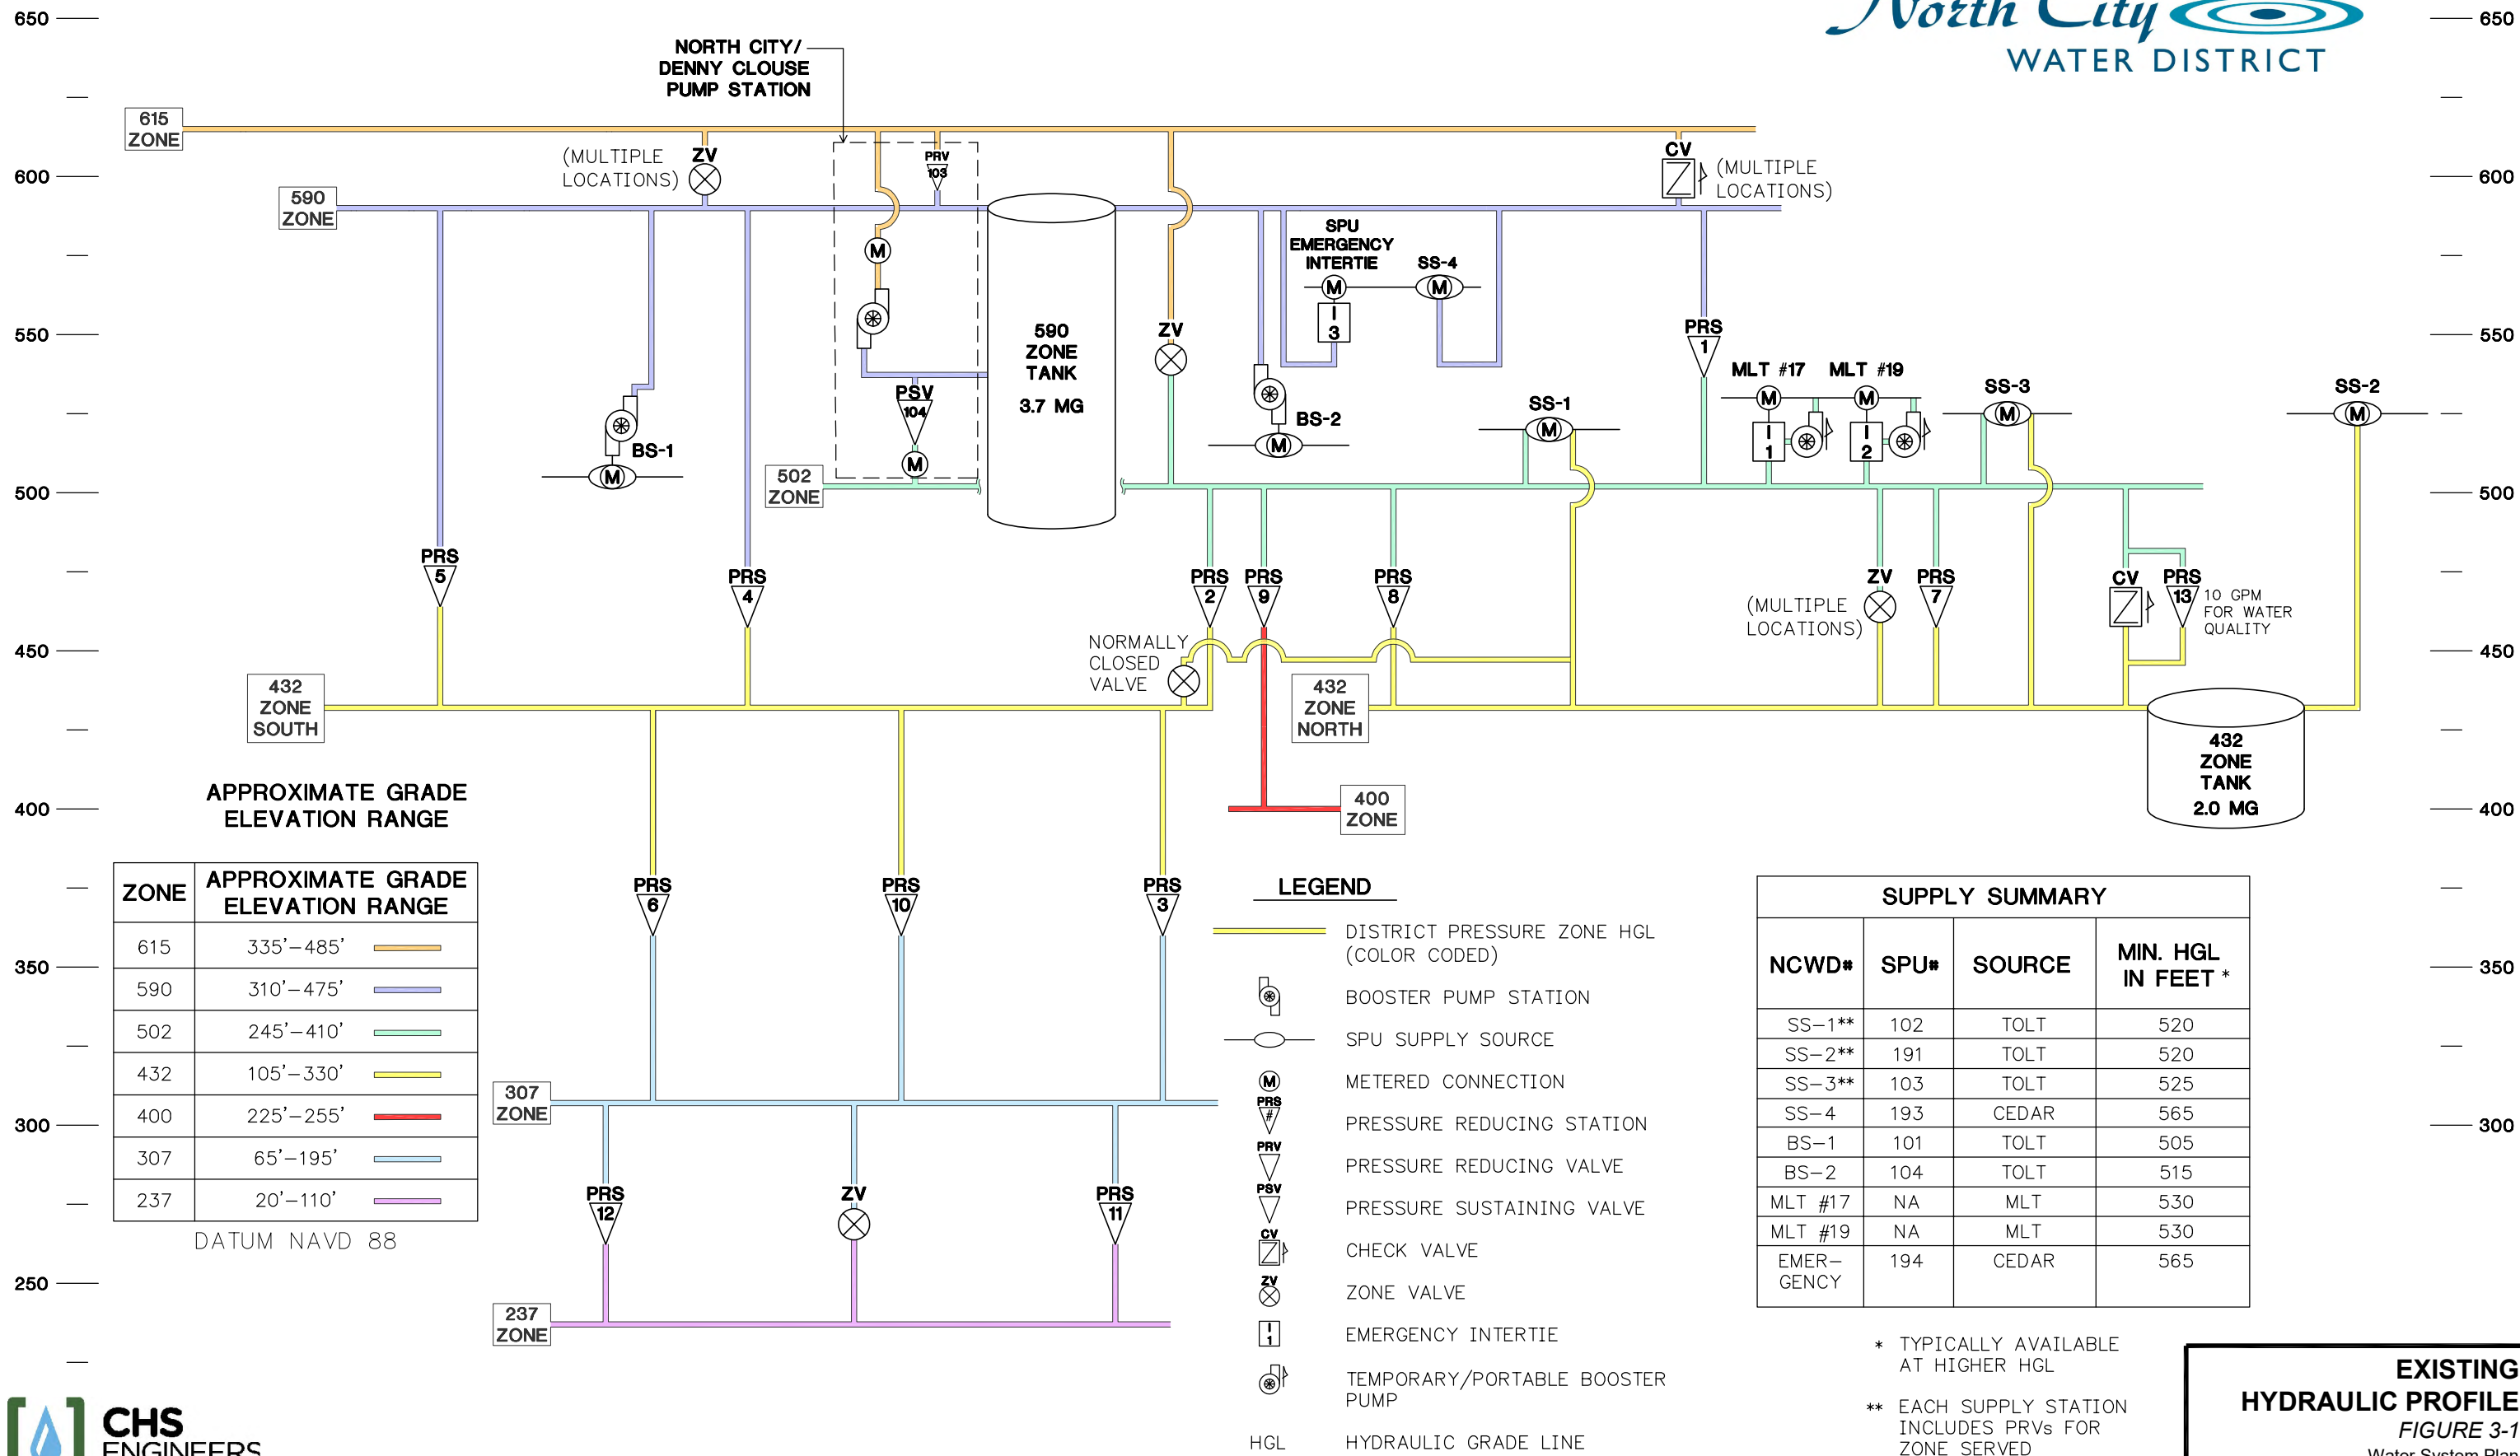 North City
WATER DISTRICT
650
600
550
500
450
400
350
300
250
650
600
550
500
450
400
350
300
NORTH CITY/
DENNY CLOUSE
PUMP STATION
615
ZONE
(MULTIPLE
LOCATIONS)
ZV
PRV
103
CV
(MULTIPLE
LOCATIONS)
590
ZONE
M
SPU
EMERGENCY
INTERTIE
SS-4
M
M
I
3
590
ZONE
TANK
3.7 MG
ZV
PRS
1
PSV
104
M
BS-1
M
BS-2
M
SS-1
M
MLT #17
M
I
1
MLT #19
M
I
2
SS-3
M
SS-2
M
502
ZONE
PRS
5
PRS
4
PRS
2
PRS
9
PRS
8
ZV
(MULTIPLE
LOCATIONS)
PRS
7
CV
PRS
13
10 GPM
FOR WATER
QUALITY
NORMALLY
CLOSED
VALVE
432
ZONE
SOUTH
432
ZONE
NORTH
432
ZONE
TANK
2.0 MG
400
ZONE
PRS
6
PRS
10
PRS
3
307
ZONE
PRS
12
ZV
PRS
11
237
ZONE
APPROXIMATE GRADE
ELEVATION RANGE
ZONE
APPROXIMATE GRADE
ELEVATION RANGE
615 335'-485'
590 310'-475'
502 245'-410'
432 105'-330'
400 225'-255'
307 65'-195'
237 20'-110'
DATUM NAVD 88
LEGEND
DISTRICT PRESSURE ZONE HGL
(COLOR CODED)
BOOSTER PUMP STATION
SPU SUPPLY SOURCE
M METERED CONNECTION
PRS
# PRESSURE REDUCING STATION
PRV
PRESSURE REDUCING VALVE
PSV
PRESSURE SUSTAINING VALVE
CV
CHECK VALVE
ZV
ZONE VALVE
I
1 EMERGENCY INTERTIE
TEMPORARY/PORTABLE BOOSTER
PUMP
HGL HYDRAULIC GRADE LINE
SUPPLY SUMMARY
NCWD# SPU# SOURCE MIN. HGL
IN FEET *
SS-1** 102 TOLT 520
SS-2** 191 TOLT 520
SS-3** 103 TOLT 525
SS-4 193 CEDAR 565
BS-1 101 TOLT 505
BS-2 104 TOLT 515
MLT #17 NA MLT 530
MLT #19 NA MLT 530
EMER-
GENCY 194 CEDAR 565
* TYPICALLY AVAILABLE
AT HIGHER HGL
** EACH SUPPLY STATION
INCLUDES PRVs FOR
ZONE SERVED
CHS
ENGINEERS
EXISTING
HYDRAULIC PROFILE
FIGURE 3-1
Water System Plan